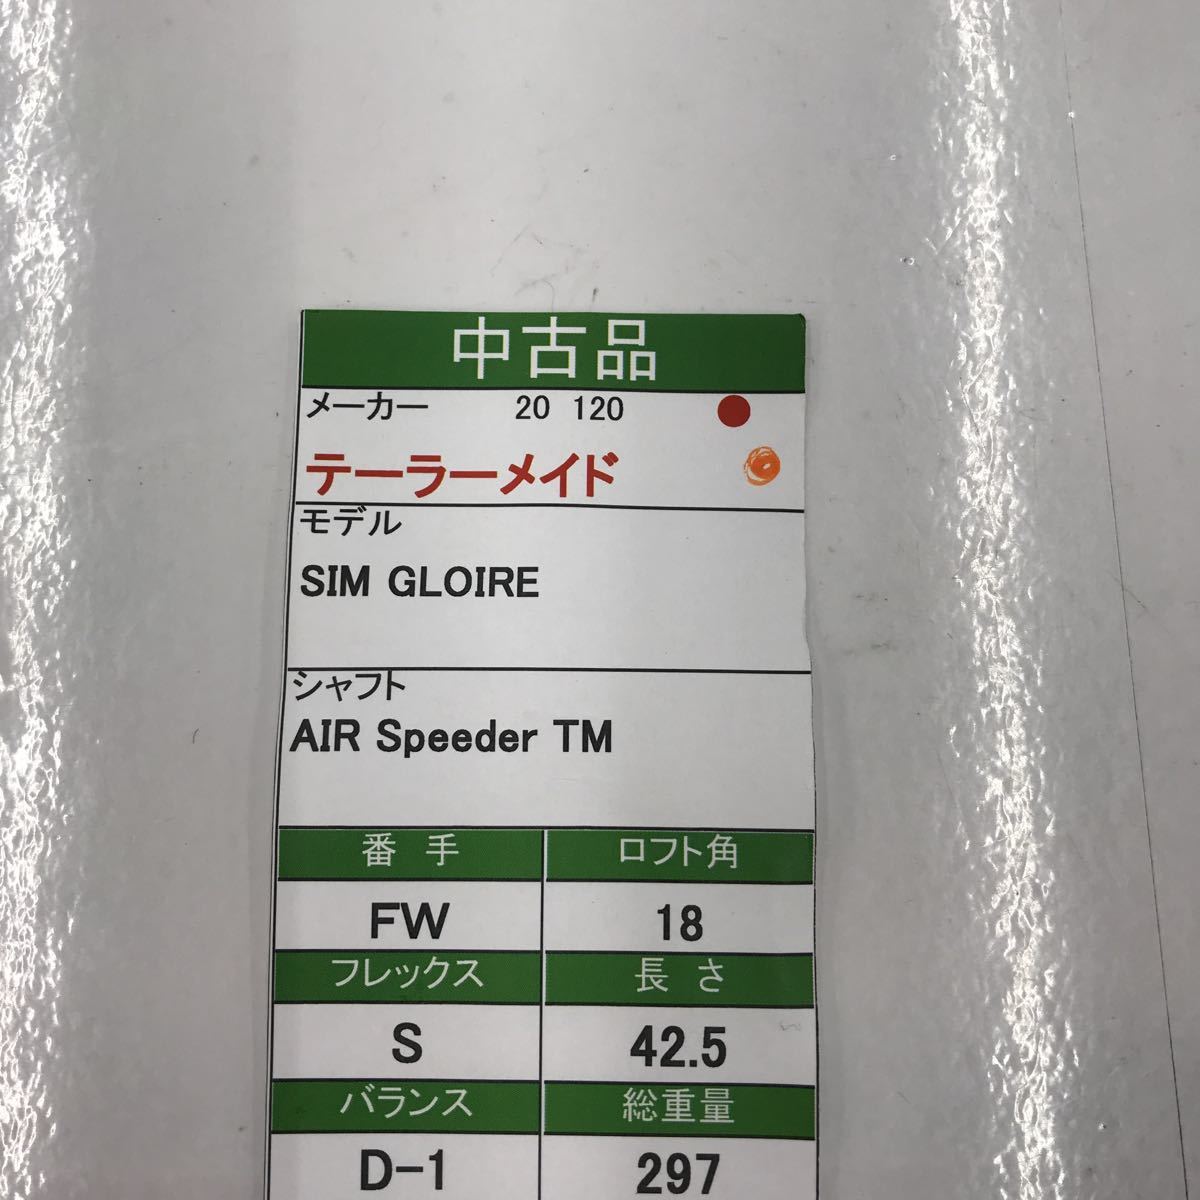 中古品
メーカー 20 120
テーラーメイド
モデル
SIM GLOIRE
シャフト
AIR Speeder TM
番 手 ロフト角
FW 18
フレックス 長 さ
S 42.5
バランス 総重量
D-1 297